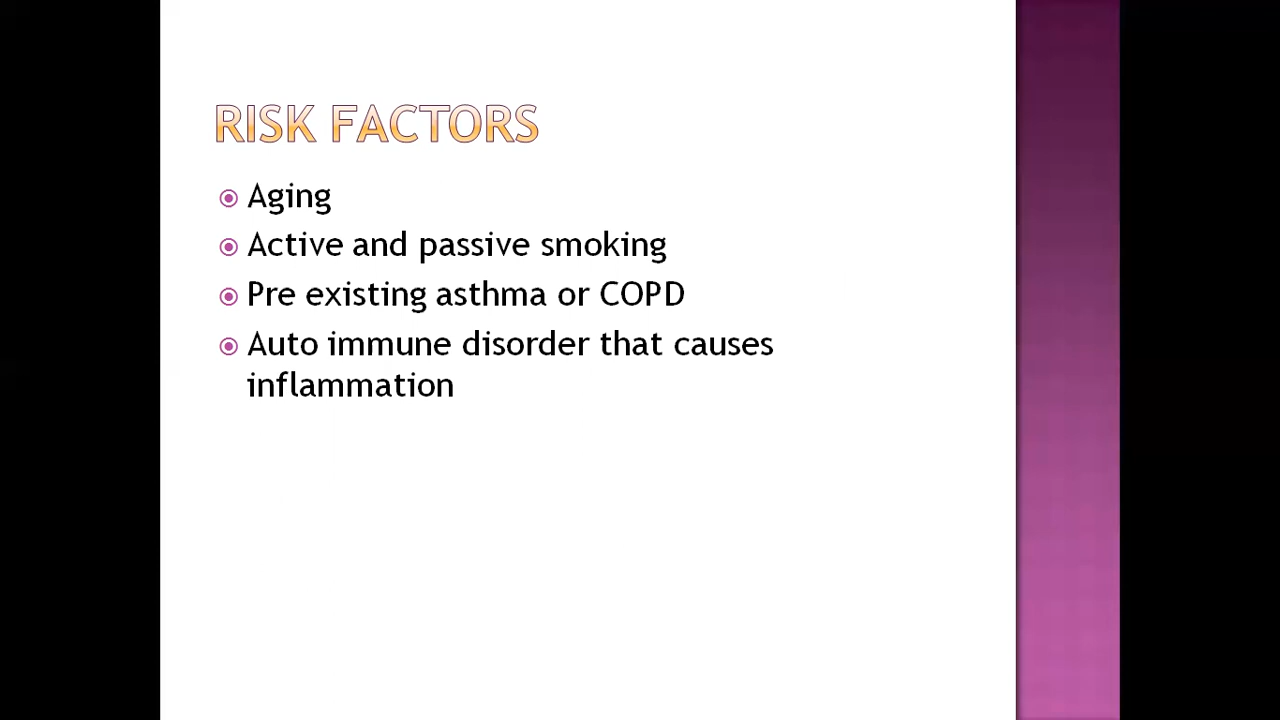 RISK FACTORS
Aging
Active and passive smoking
Pre existing asthma or COPD
Auto immune disorder that causes
inflammation